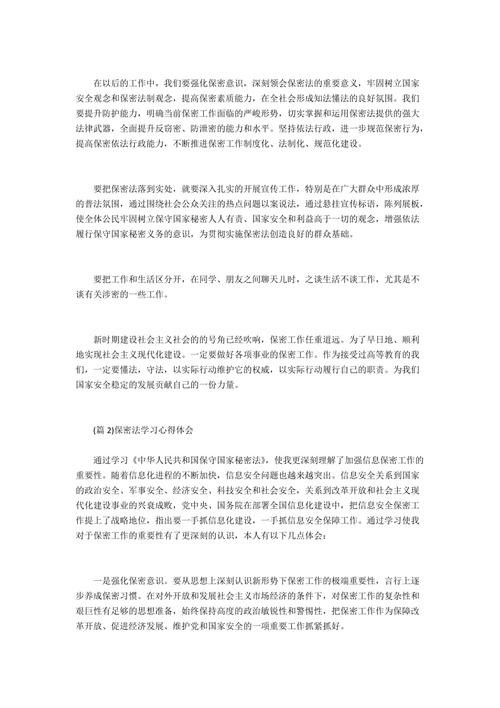 在以后的工作中，我们要强化保密意识，深刻领会保密法的重要意义，牢固树立国家
安全观念和保密法制观念，提高保密素质能力，在全社会形成知法懂法的良好氛围。我们
要提升防护能力，明确当前保密工作面临的严峻形势，切实掌握和运用保密法提供的强大
法律武器，全面提升反窃密、防泄密的能力和水平。坚持依法行政，进一步规范保密行为，
提高保密依法行政能力，不断推进保密工作制度化、法制化、规范化建设。
要把保密法落到实处，就要深入扎实的开展宣传工作，特别是在广大群众中形成浓厚
的普法氛围，通过围绕社会公众关注的热点问题以案说法，通过悬挂宣传标语，陈列展板，
使全体公民牢固树立保守国家秘密人人有责、国家安全和利益高于一切的观念，增强依法
履行保守国家秘密义务的意识，为贯彻实施保密法创造良好的群众基础。
要把工作和生活区分开，在同学、朋友之间聊天儿时，之谈生活不谈工作，尤其是不
谈有关涉密的一些工作。
新时期建设社会主义社会的的号角已经吹响，保密工作任重道远。为了早日地、顺利
地实现社会主义现代化建设。一定要做好各项事业的保密工作。作为接受过高等教育的我
们，一定要懂法，守法，以实际行动维护它的权威，以实际行动履行自己的职责。为我们
国家安全稳定的发展贡献自己的一份力量。
(篇 2)保密法学习心得体会
通过学习《中华人民共和国保守国家秘密法》，使我更深刻理解了加强信息保密工作的
重要性。随着信息化进程的不断加快，信息安全问题也越来越突出。信息安全关系到国家
的政治安全、军事安全、经济安全、科技安全和社会安全，关系到改革开放和社会主义现
代化建设事业的兴衰成败，党中央、国务院在部署全国信息化建设中，把信息安全保密工
作提上了战略地位，指出要一手抓信息化建设，一手抓信息安全保障工作。通过学习使我
对于保密工作的重要性有了更深刻的认识，本人有以下几点体会：
一是强化保密意识。要从思想上深刻认识新形势下保密工作的极端重要性，言行上逐
步养成保密习惯。在对外开放和发展社会主义市场经济的条件下，对保密工作的复杂性和
艰巨性有足够的思想准备，始终保持高度的政治敏锐性和警惕性，把保密工作作为保障改
革开放、促进经济发展、维护党和国家安全的一项重要工作抓紧抓好。